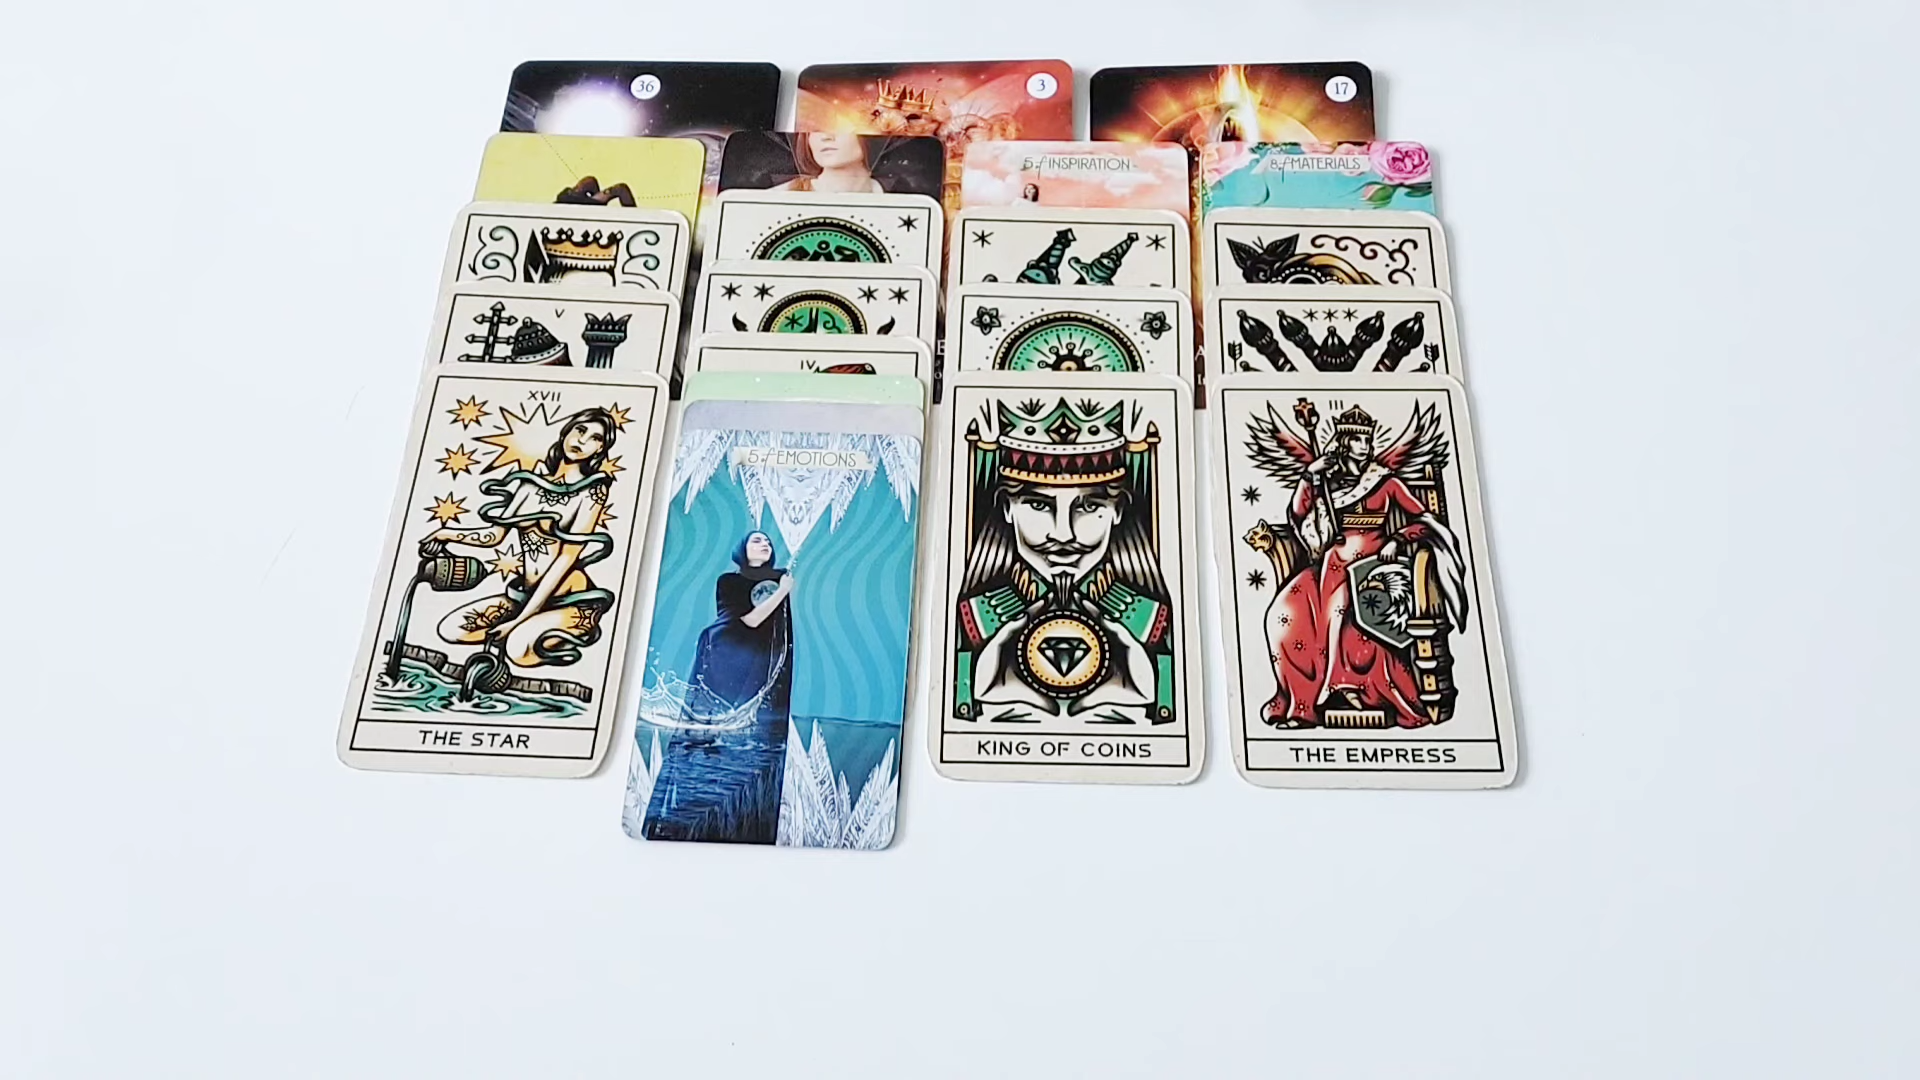 36
3
17
5 of INSPIRATION
8 of MATERIALS
V
IV
XVII
III
5 of EMOTIONS
THE STAR
KING OF COINS
THE EMPRESS